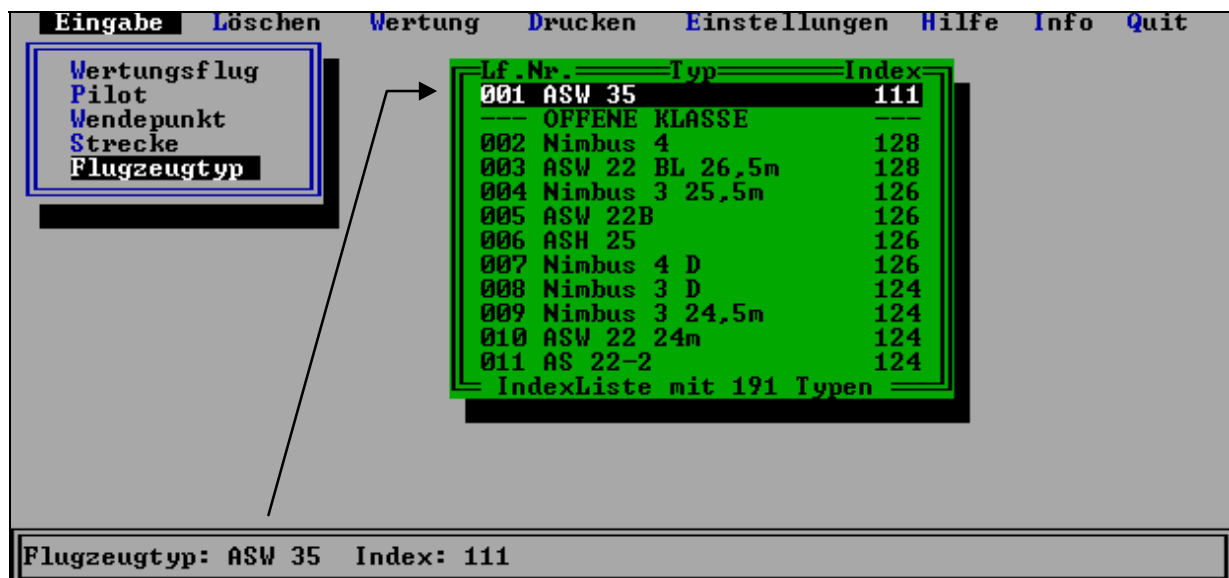 Eingabe Löschen Wertung Drucken Einstellungen Hilfe Info Quit
Wertungsflug
Pilot
Wendepunkt
Strecke
Flugzeugtyp
Lf.Nr. Typ Index
001 ASW 35 111
--- OFFENE KLASSE ---
002 Nimbus 4 128
003 ASW 22 BL 26,5m 128
004 Nimbus 3 25,5m 126
005 ASW 22B 126
006 ASH 25 126
007 Nimbus 4 D 126
008 Nimbus 3 D 124
009 Nimbus 3 24,5m 124
010 ASW 22 24m 124
011 AS 22-2 124
IndexListe mit 191 Typen
Flugzeugtyp: ASW 35 Index: 111